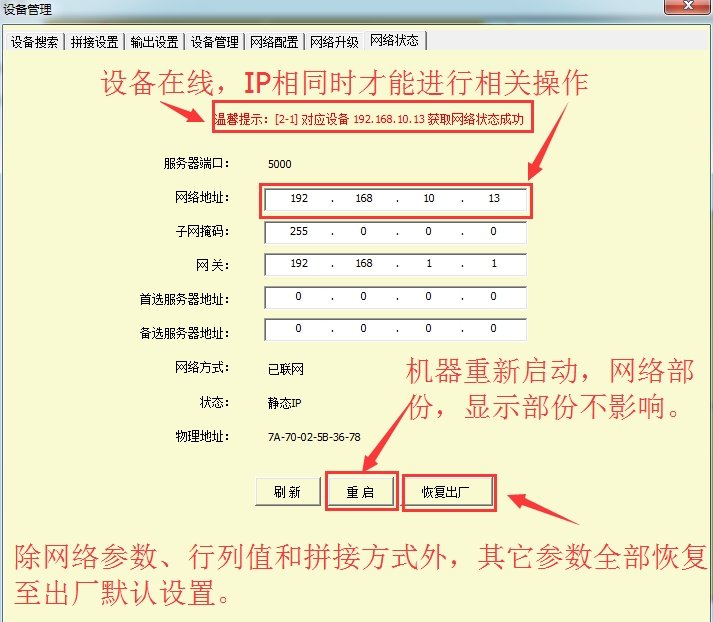 设备管理
设备搜索 拼接设置 输出设置 设备管理 网络配置 网络升级 网络状态
设备在线，IP相同时才能进行相关操作
温馨提示：[2-1] 对应设备 192.168.10.13 获取网络状态成功
服务器端口： 5000
网络地址： 192 . 168 . 10 . 13
子网掩码： 255 . 0 . 0 . 0
网关： 192 . 168 . 1 . 1
首选服务器地址： 0 . 0 . 0 . 0
备选服务器地址： 0 . 0 . 0 . 0
网络方式： 已联网
状态： 静态IP
物理地址： 7A-70-02-5B-36-78
机器重新启动，网络部
份，显示部份不影响。
刷新 重启 恢复出厂
除网络参数、行列值和拼接方式外，其它参数全部恢复
至出厂默认设置。